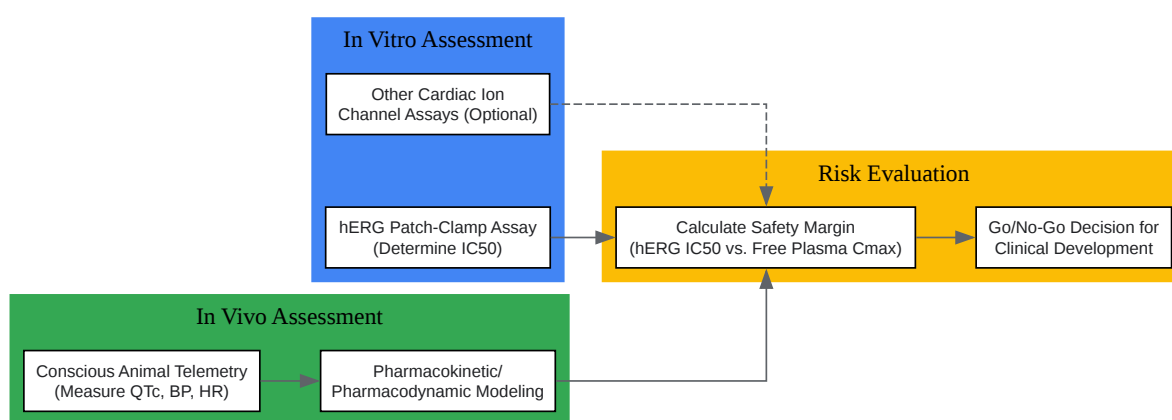 In Vitro Assessment
Other Cardiac Ion
Channel Assays (Optional)
hERG Patch-Clamp Assay
(Determine IC50)
Risk Evaluation
Calculate Safety Margin
(hERG IC50 vs. Free Plasma Cmax)
Go/No-Go Decision for
Clinical Development
In Vivo Assessment
Conscious Animal Telemetry
(Measure QTc, BP, HR)
Pharmacokinetic/
Pharmacodynamic Modeling